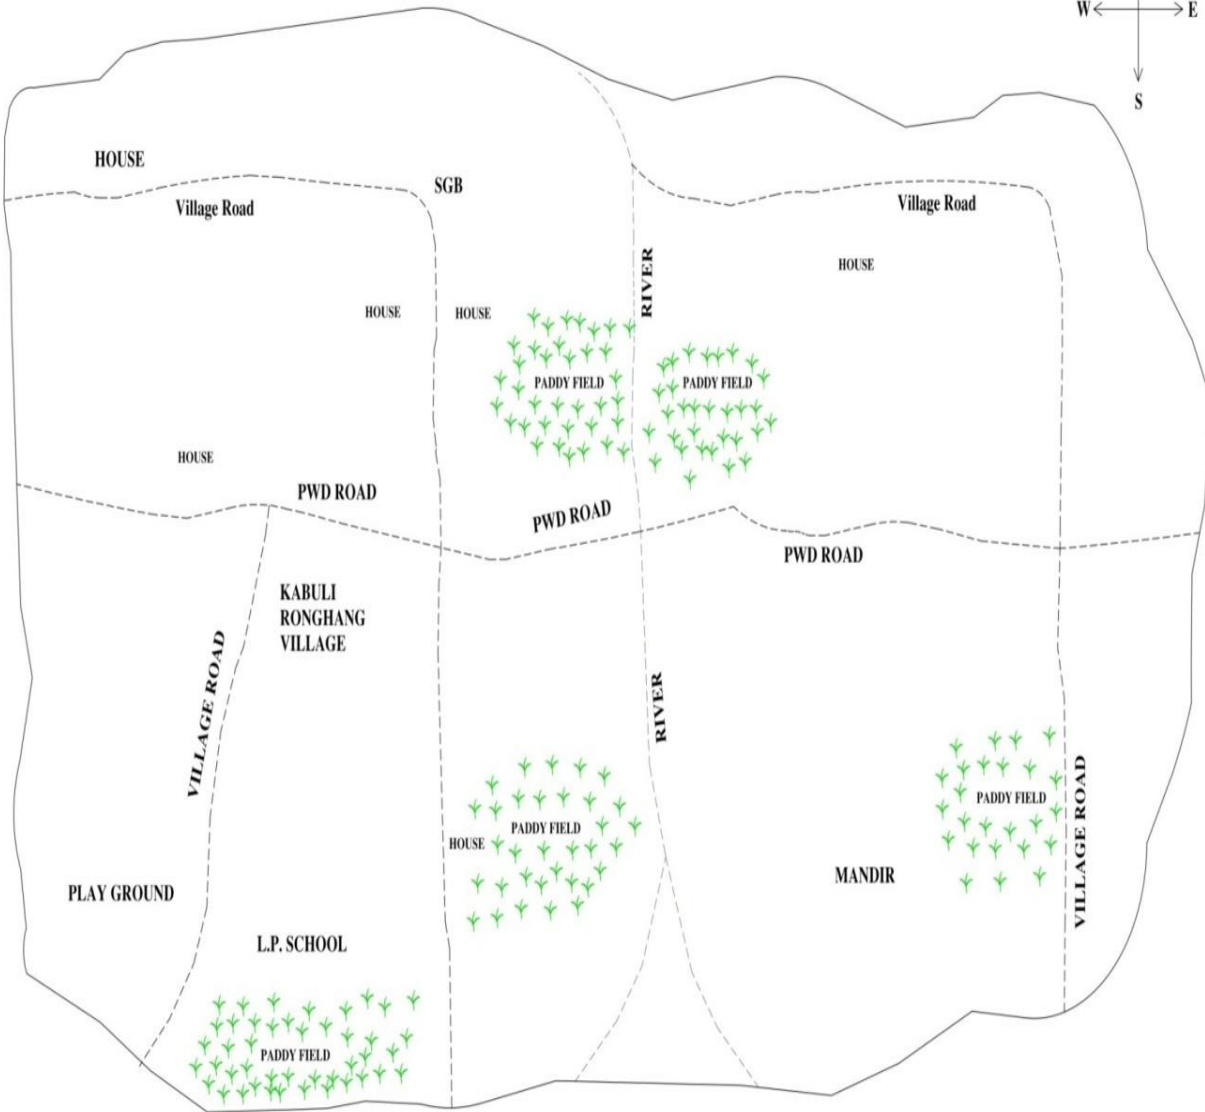 W E
S
HOUSE
SGB
Village Road
Village Road
RIVER
HOUSE
HOUSE
HOUSE
PADDY FIELD
PADDY FIELD
HOUSE
PWD ROAD
PWD ROAD
PWD ROAD
KABULI
RONGHANG
VILLAGE
VILLAGE ROAD
RIVER
PADDY FIELD
VILLAGE ROAD
PADDY FIELD
HOUSE
MANDIR
PLAY GROUND
L.P. SCHOOL
PADDY FIELD